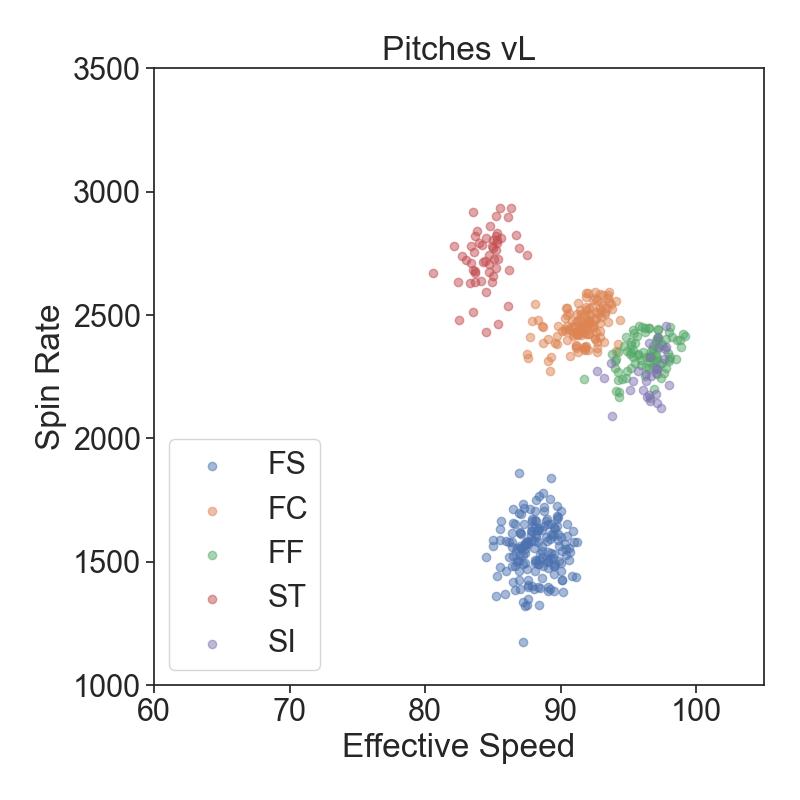 Pitches vL
3500
3000
2500
2000
1500
1000
Spin Rate
FS
FC
FF
ST
SI
60 70 80 90 100
Effective Speed